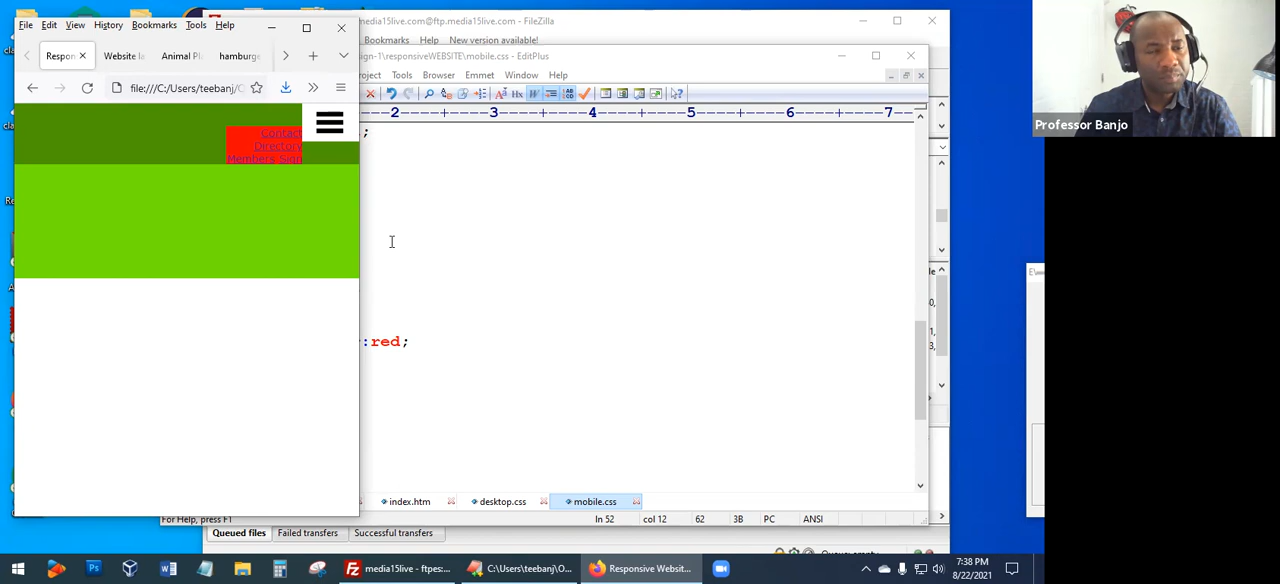 media15live.com@ftp.media15live.com - FileZilla
Bookmarks Help New version available!
File Edit View History Bookmarks Tools Help
sign-1\responsiveWEBSITE\mobile.css - EditPlus
Tools Browser Emmet Window Help
Respon Website la Animal Pl hamburge
file:///C:/Users/teebanj/C
2 3 4 5 6 7
;
Contact
Directory
Members Sign
:red;
Professor Banjo
index.htm desktop.css mobile.css
For Help, press F1 ln 52 col 12 62 3B PC ANSI
Queued files Failed transfers Successful transfers
media15live - ftpes:... C:\Users\teebanj\O... Responsive Websit...
7:38 PM
8/22/2021